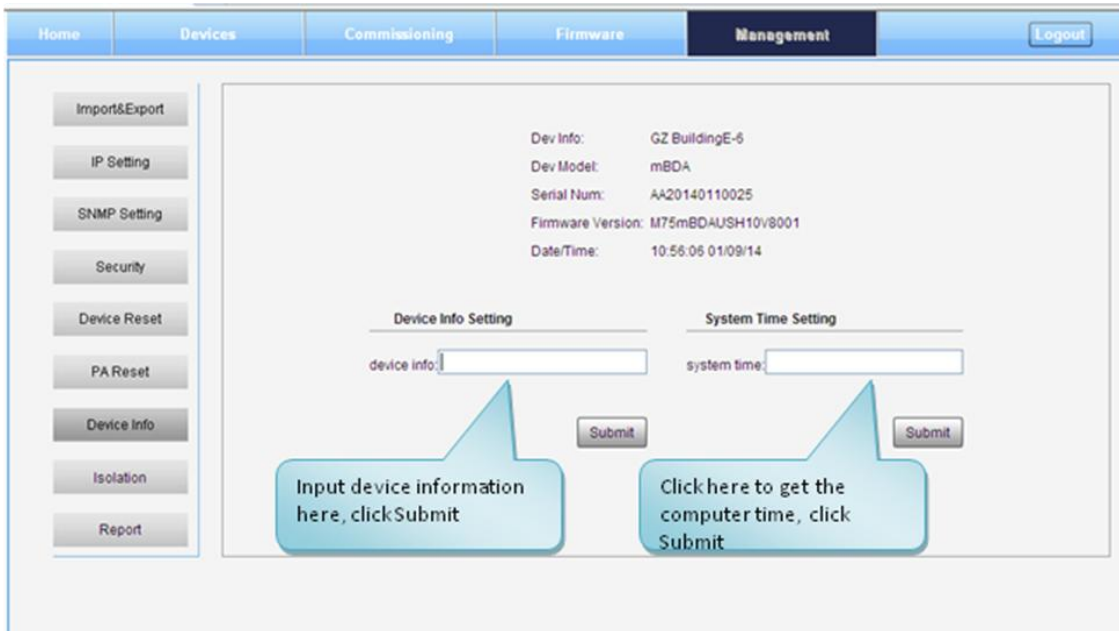 Home Devices Commissioning Firmware Management Logout
Import&Export
IP Setting
SNMP Setting
Security
Device Reset
PA Reset
Device Info
Isolation
Report
Dev Info: GZ BuildingE-6
Dev Model: mBDA
Serial Num: AA20140110025
Firmware Version: M75mBDAUSH10V8001
Date/Time: 10:56:06 01/09/14
Device Info Setting
device info:
Submit
System Time Setting
system time:
Submit
Input device information
here, clickSubmit
Click here to get the
computer time, click
Submit